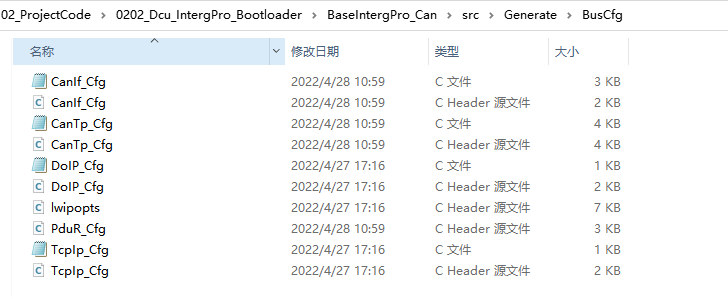 02_ProjectCode > 0202_Dcu_IntergPro_Bootloader > BaseIntergPro_Can > src > Generate > BusCfg
名称 修改日期 类型 大小
CanIf_Cfg 2022/4/28 10:59 C 文件 3 KB
CanIf_Cfg 2022/4/28 10:59 C Header 源文件 2 KB
CanTp_Cfg 2022/4/28 10:59 C 文件 4 KB
CanTp_Cfg 2022/4/28 10:59 C Header 源文件 4 KB
DoIP_Cfg 2022/4/27 17:16 C 文件 1 KB
DoIP_Cfg 2022/4/27 17:16 C Header 源文件 2 KB
lwipopts 2022/4/27 17:16 C Header 源文件 7 KB
PduR_Cfg 2022/4/28 10:59 C Header 源文件 3 KB
TcpIp_Cfg 2022/4/27 17:16 C 文件 1 KB
TcpIp_Cfg 2022/4/27 17:16 C Header 源文件 2 KB